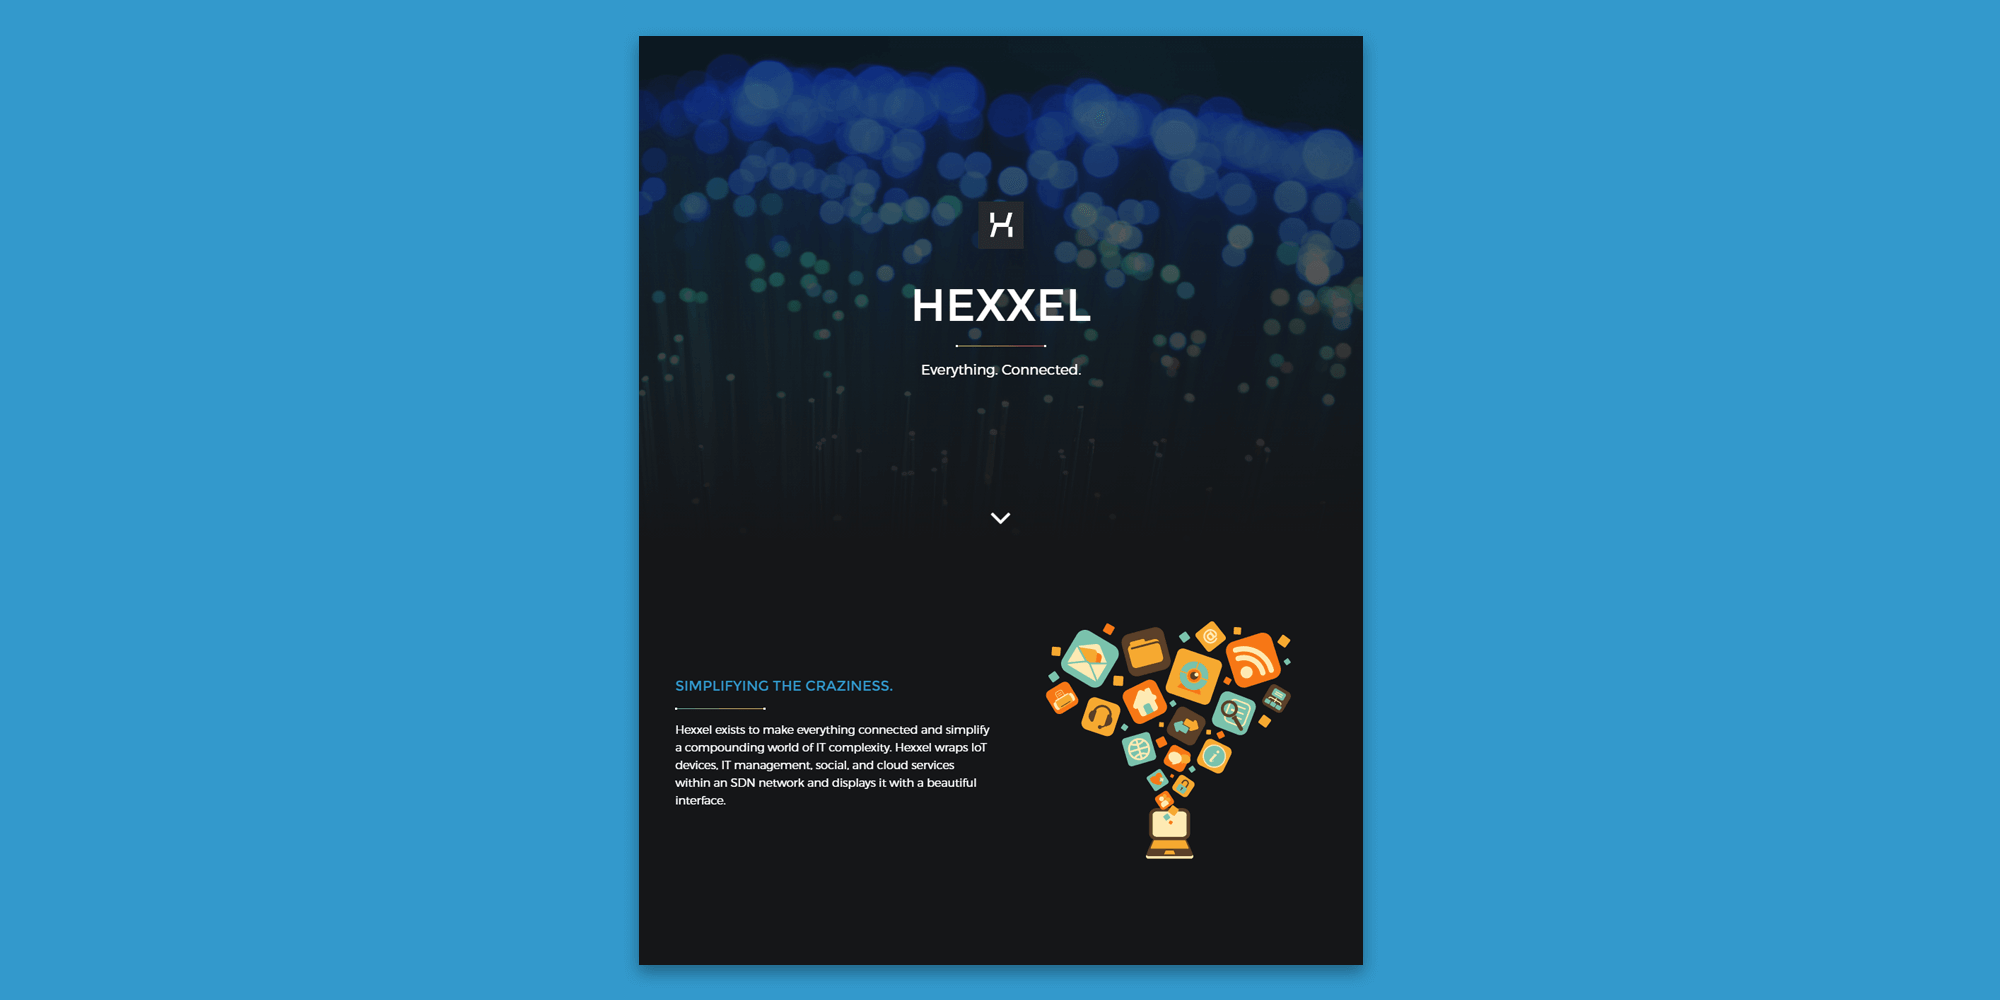 HEXXEL
Everything. Connected.
SIMPLIFYING THE CRAZINESS.
Hexxel exists to make everything connected and simplify
a compounding world of IT complexity. Hexxel wraps IoT
devices, IT management, social, and cloud services
within an SDN network and displays it with a beautiful
interface.